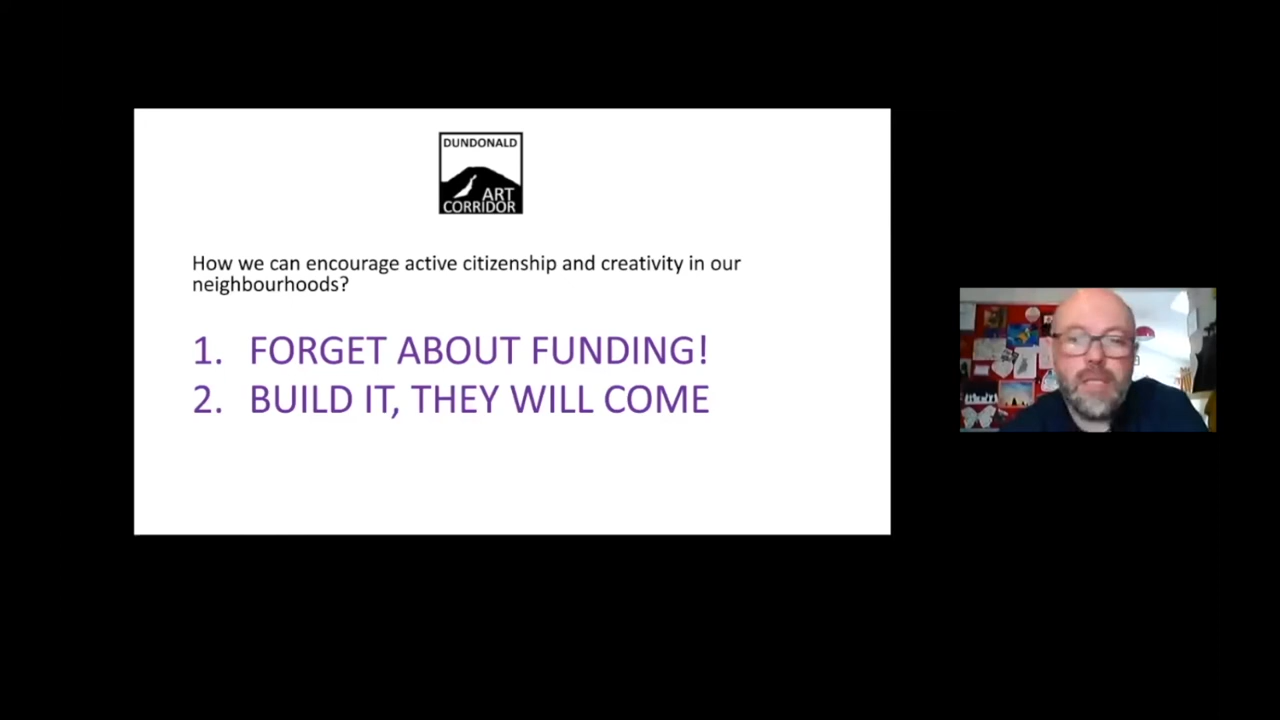 DUNDONALD
ART
CORRIDOR
How we can encourage active citizenship and creativity in our
neighbourhoods?
1. FORGET ABOUT FUNDING!
2. BUILD IT, THEY WILL COME